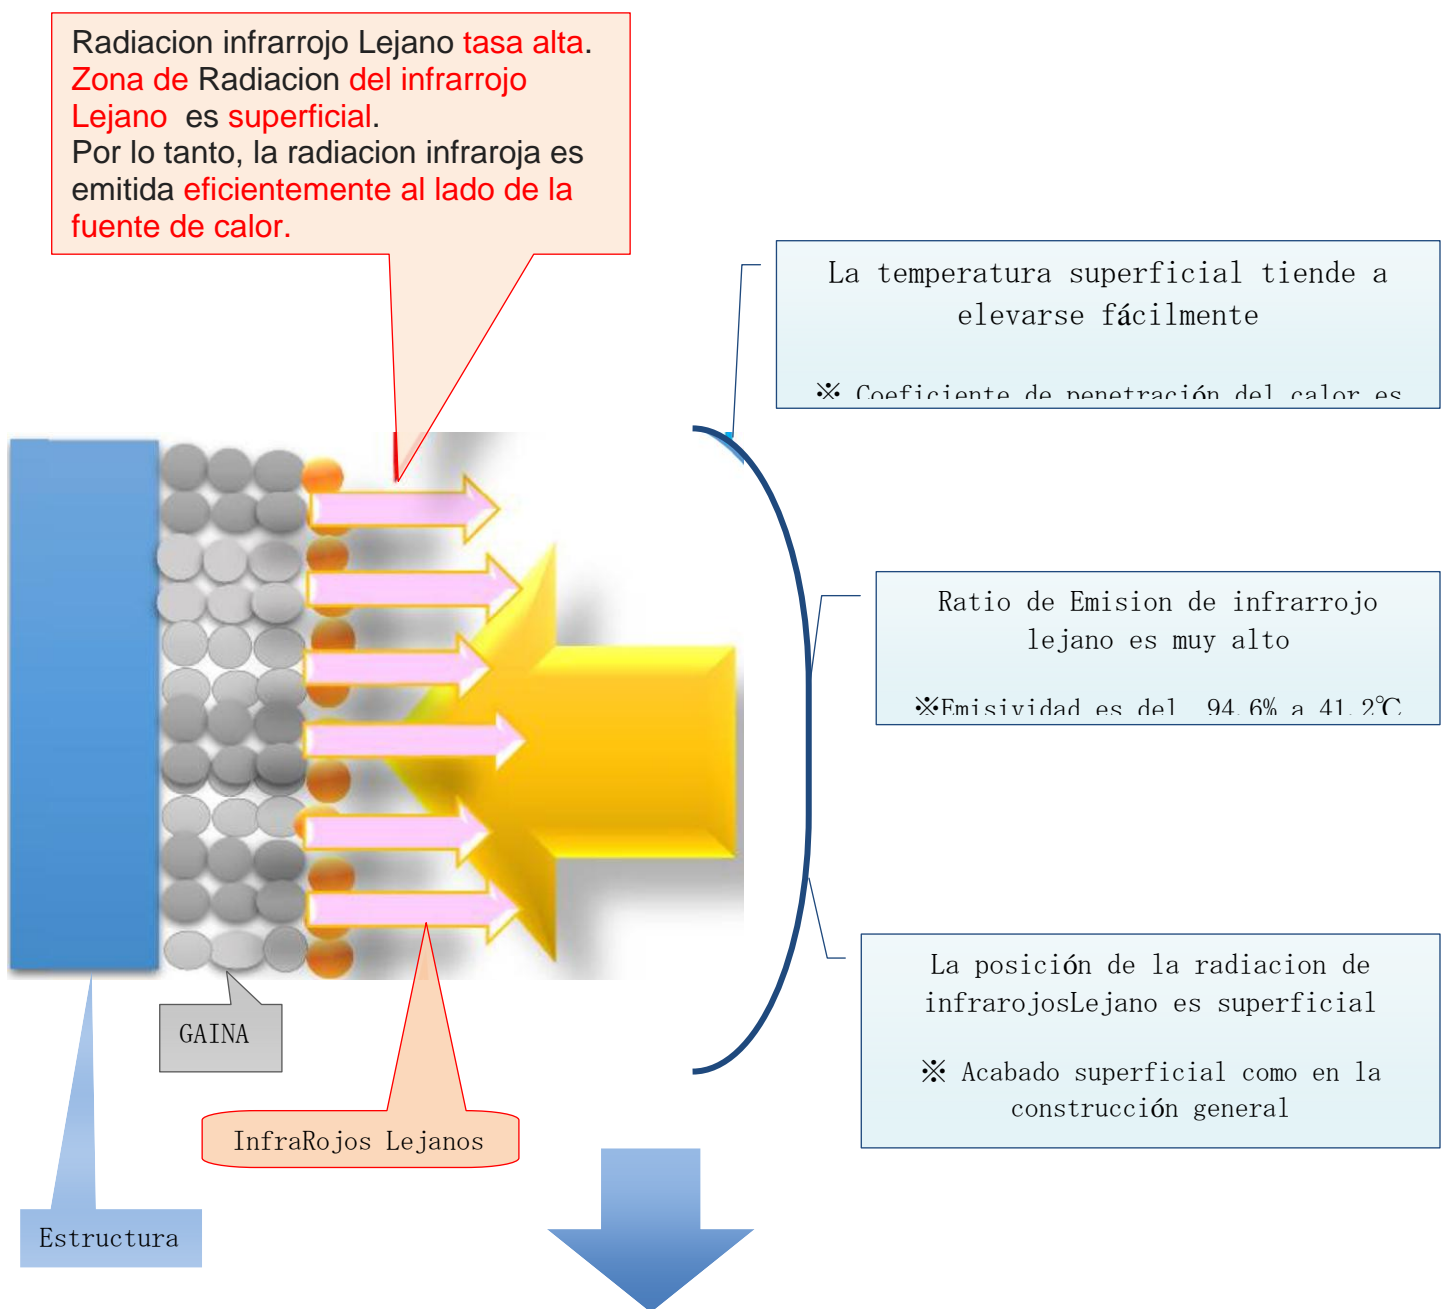 Radiacion infrarrojo Lejano tasa alta.
Zona de Radiacion del infrarrojo
Lejano es superficial.
Por lo tanto, la radiacion infraroja es
emitida eficientemente al lado de la
fuente de calor.
La temperatura superficial tiende a
elevarse fácilmente
※ Coeficiente de penetración del calor es
Ratio de Emision de infrarrojo
lejano es muy alto
※Emisividad es del 94.6% a 41.2℃
La posición de la radiacion de
infrarojosLejano es superficial
※ Acabado superficial como en la
construcción general
GAINA
InfraRojos Lejanos
Estructura